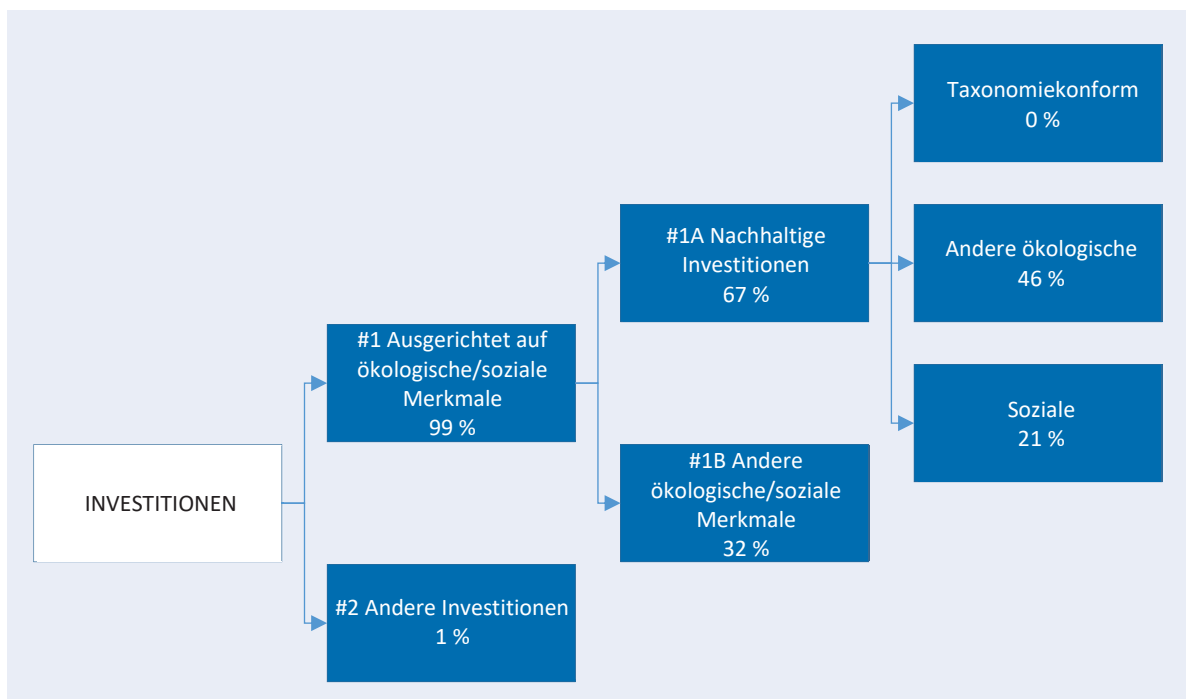 INVESTITIONEN
#1 Ausgerichtet auf
ökologische/soziale
Merkmale
99 %
#2 Andere Investitionen
1 %
#1A Nachhaltige
Investitionen
67 %
#1B Andere
ökologische/soziale
Merkmale
32 %
Taxonomiekonform
0 %
Andere ökologische
46 %
Soziale
21 %